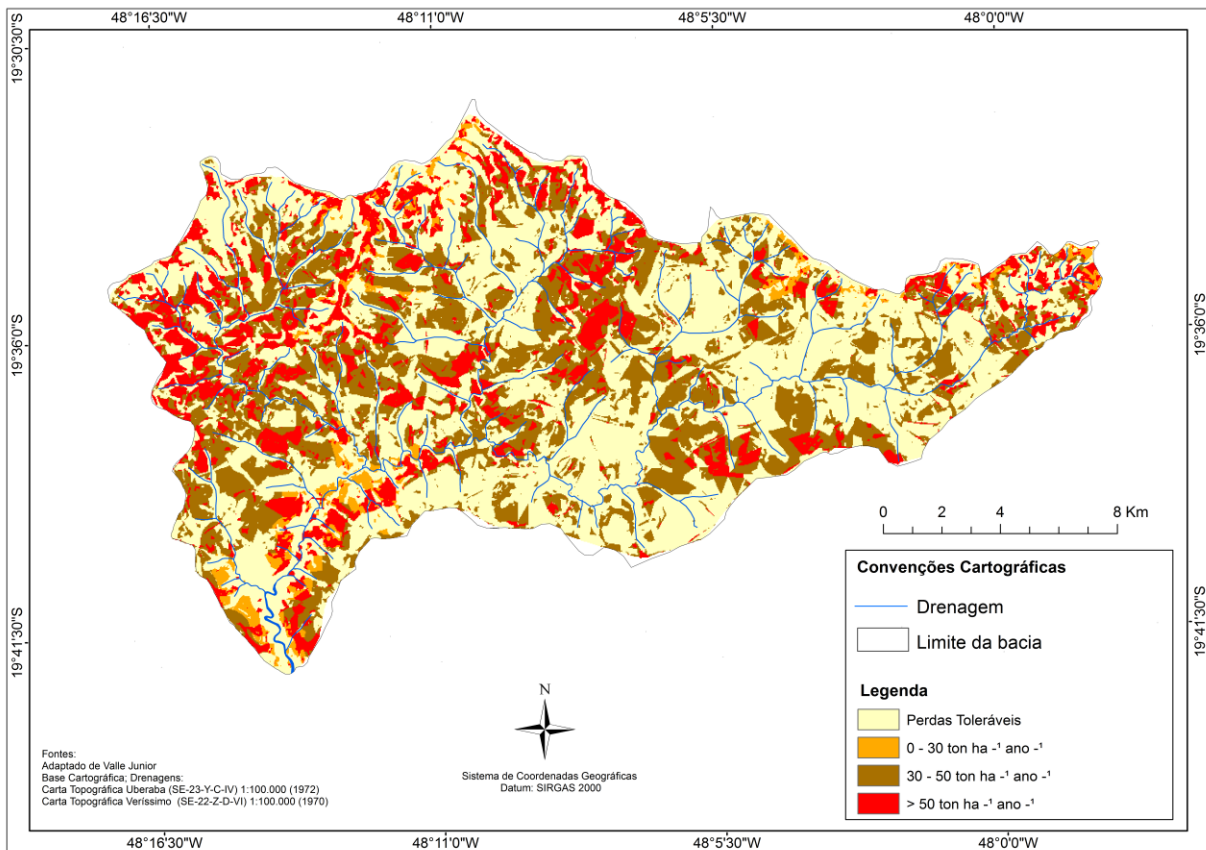 48°16'30"W 48°11'0"W 48°5'30"W 48°0'0"W
19°30'30"S
19°30'30"S
19°36'0"S
19°36'0"S
19°41'30"S
19°41'30"S
0 2 4 8 Km
Convenções Cartográficas
Drenagem
Limite da bacia
Legenda
Perdas Toleráveis
0 - 30 ton ha -¹ ano -¹
30 - 50 ton ha -¹ ano -¹
> 50 ton ha -¹ ano -¹
N
Sistema de Coordenadas Geográficas
Datum: SIRGAS 2000
Fontes:
Adaptado de Valle Junior
Base Cartográfica; Drenagens:
Carta Topográfica Uberaba (SE-23-Y-C-IV) 1:100.000 (1972)
Carta Topográfica Veríssimo (SE-22-Z-D-VI) 1:100.000 (1970)
48°16'30"W 48°11'0"W 48°5'30"W 48°0'0"W